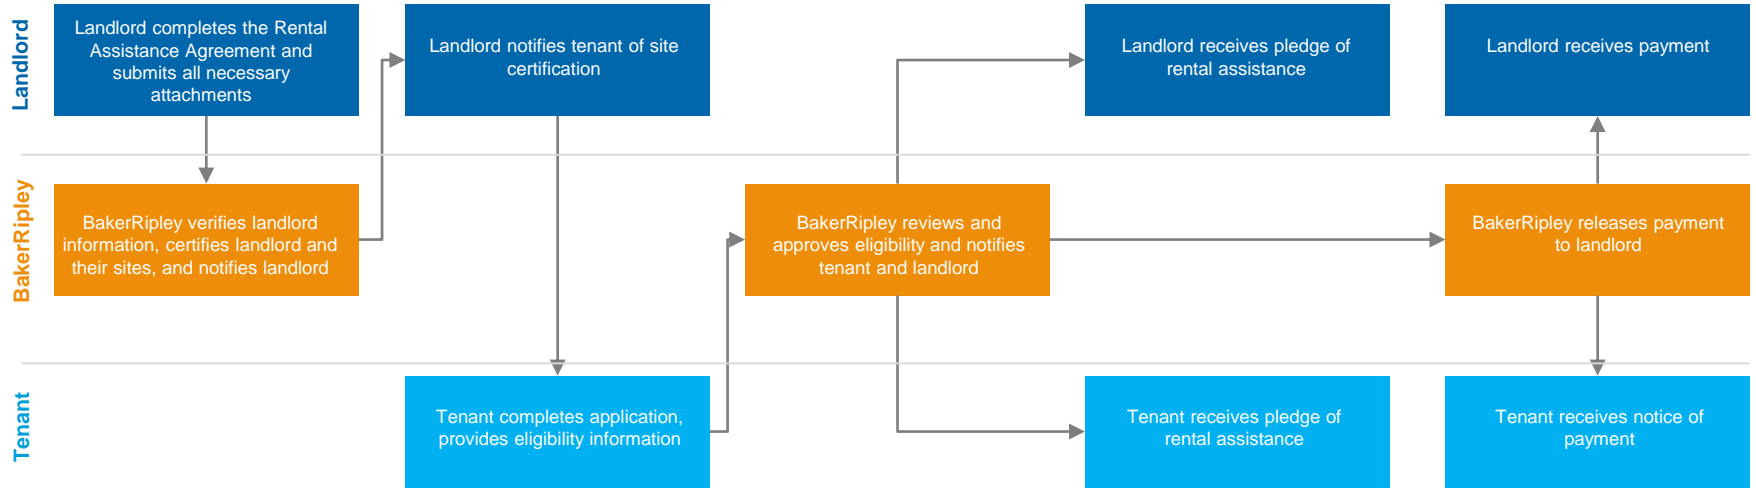 Landlord
Landlord completes the Rental
Assistance Agreement and
submits all necessary
attachments
Landlord notifies tenant of site
certification
Landlord receives pledge of
rental assistance
Landlord receives payment
BakerRipley
BakerRipley verifies landlord
information, certifies landlord and
their sites, and notifies landlord
BakerRipley reviews and
approves eligibility and notifies
tenant and landlord
BakerRipley releases payment
to landlord
Tenant
Tenant completes application,
provides eligibility information
Tenant receives pledge of
rental assistance
Tenant receives notice of
payment